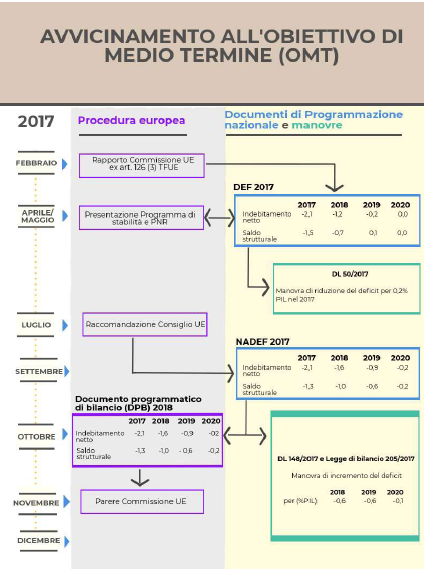 AVVICINAMENTO ALL'OBIETTIVO DI
MEDIO TERMINE (OMT)
2017
Procedura europea
Documenti di Programmazione
nazionale e manovre
FEBBRAIO
Rapporto Commissione UE
ex art. 126 (3) TFUE
DEF 2017
2017 2018 2019 2020
Indebitamento
netto -2,1 -1,2 -0,2 0,0
Saldo
strutturale -1,5 -0,7 0,1 0,0
APRILE/
MAGGIO
Presentazione Programma di
stabilità e PNR
DL 50/2017
Manovra di riduzione del deficit per 0,2%
PIL nel 2017
LUGLIO
Raccomandazione Consiglio UE
NADEF 2017
2017 2018 2019 2020
Indebitamento
netto -2,1 -1,6 -0,9 -0,2
Saldo
strutturale -1,3 -1,0 -0,6 -0,2
SETTEMBRE
Documento programmatico
di bilancio (DPB) 2018
2017 2018 2019 2020
Indebitamento
netto -2,1 -1,6 -0,9 -02
Saldo
strutturale -1,3 -1,0 - 0,6 -0,2
OTTOBRE
DL 148/2017 e Legge di bilancio 205/2017
Manovra di incremento del deficit
2018 2019 2020
per (%PIL): -0,6 -0,6 -0,1
NOVEMBRE
Parere Commissione UE
DICEMBRE